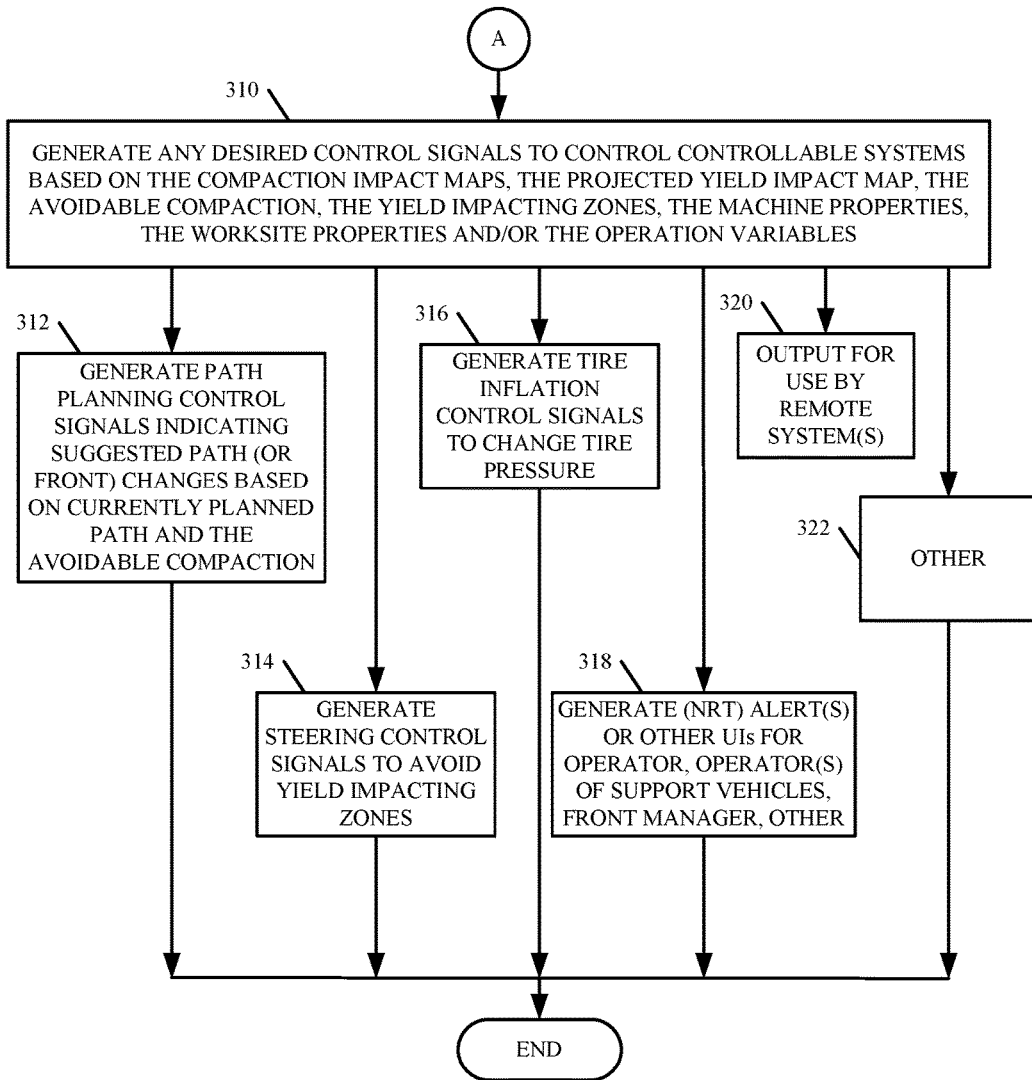 A
310
GENERATE ANY DESIRED CONTROL SIGNALS TO CONTROL CONTROLLABLE SYSTEMS
BASED ON THE COMPACTION IMPACT MAPS, THE PROJECTED YIELD IMPACT MAP, THE
AVOIDABLE COMPACTION, THE YIELD IMPACTING ZONES, THE MACHINE PROPERTIES,
THE WORKSITE PROPERTIES AND/OR THE OPERATION VARIABLES
312
GENERATE PATH
PLANNING CONTROL
SIGNALS INDICATING
SUGGESTED PATH (OR
FRONT) CHANGES BASED
ON CURRENTLY PLANNED
PATH AND THE
AVOIDABLE COMPACTION
316
GENERATE TIRE
INFLATION
CONTROL SIGNALS
TO CHANGE TIRE
PRESSURE
320
OUTPUT FOR
USE BY
REMOTE
SYSTEM(S)
322
OTHER
314
GENERATE
STEERING CONTROL
SIGNALS TO AVOID
YIELD IMPACTING
ZONES
318
GENERATE (NRT) ALERT(S)
OR OTHER UIs FOR
OPERATOR, OPERATOR(S)
OF SUPPORT VEHICLES,
FRONT MANAGER, OTHER
END